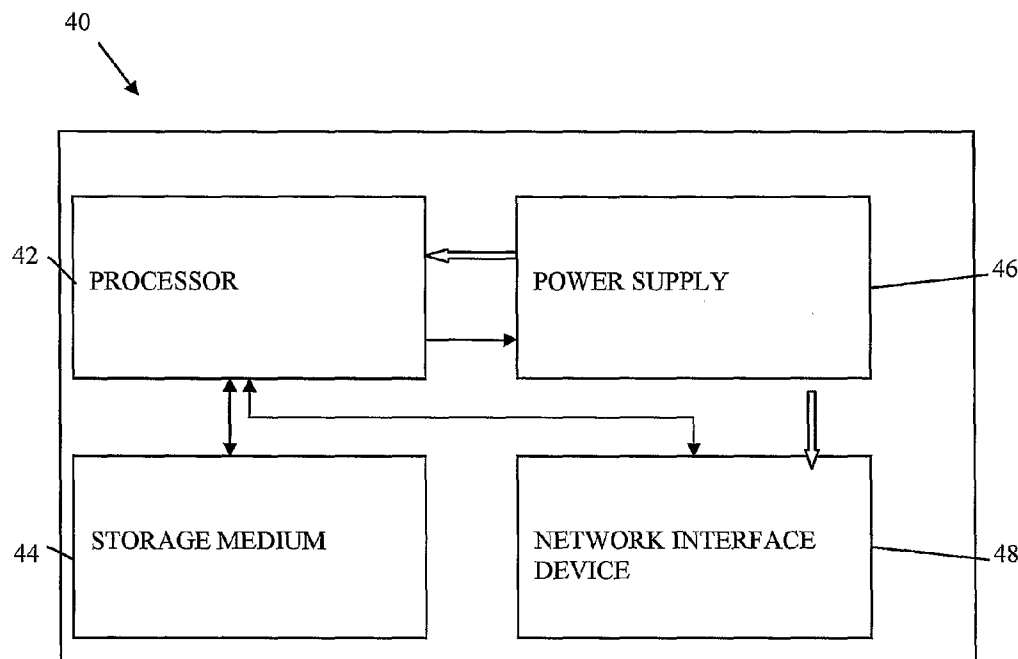 40
42
PROCESSOR
POWER SUPPLY
46
44
STORAGE MEDIUM
NETWORK INTERFACE
DEVICE
48